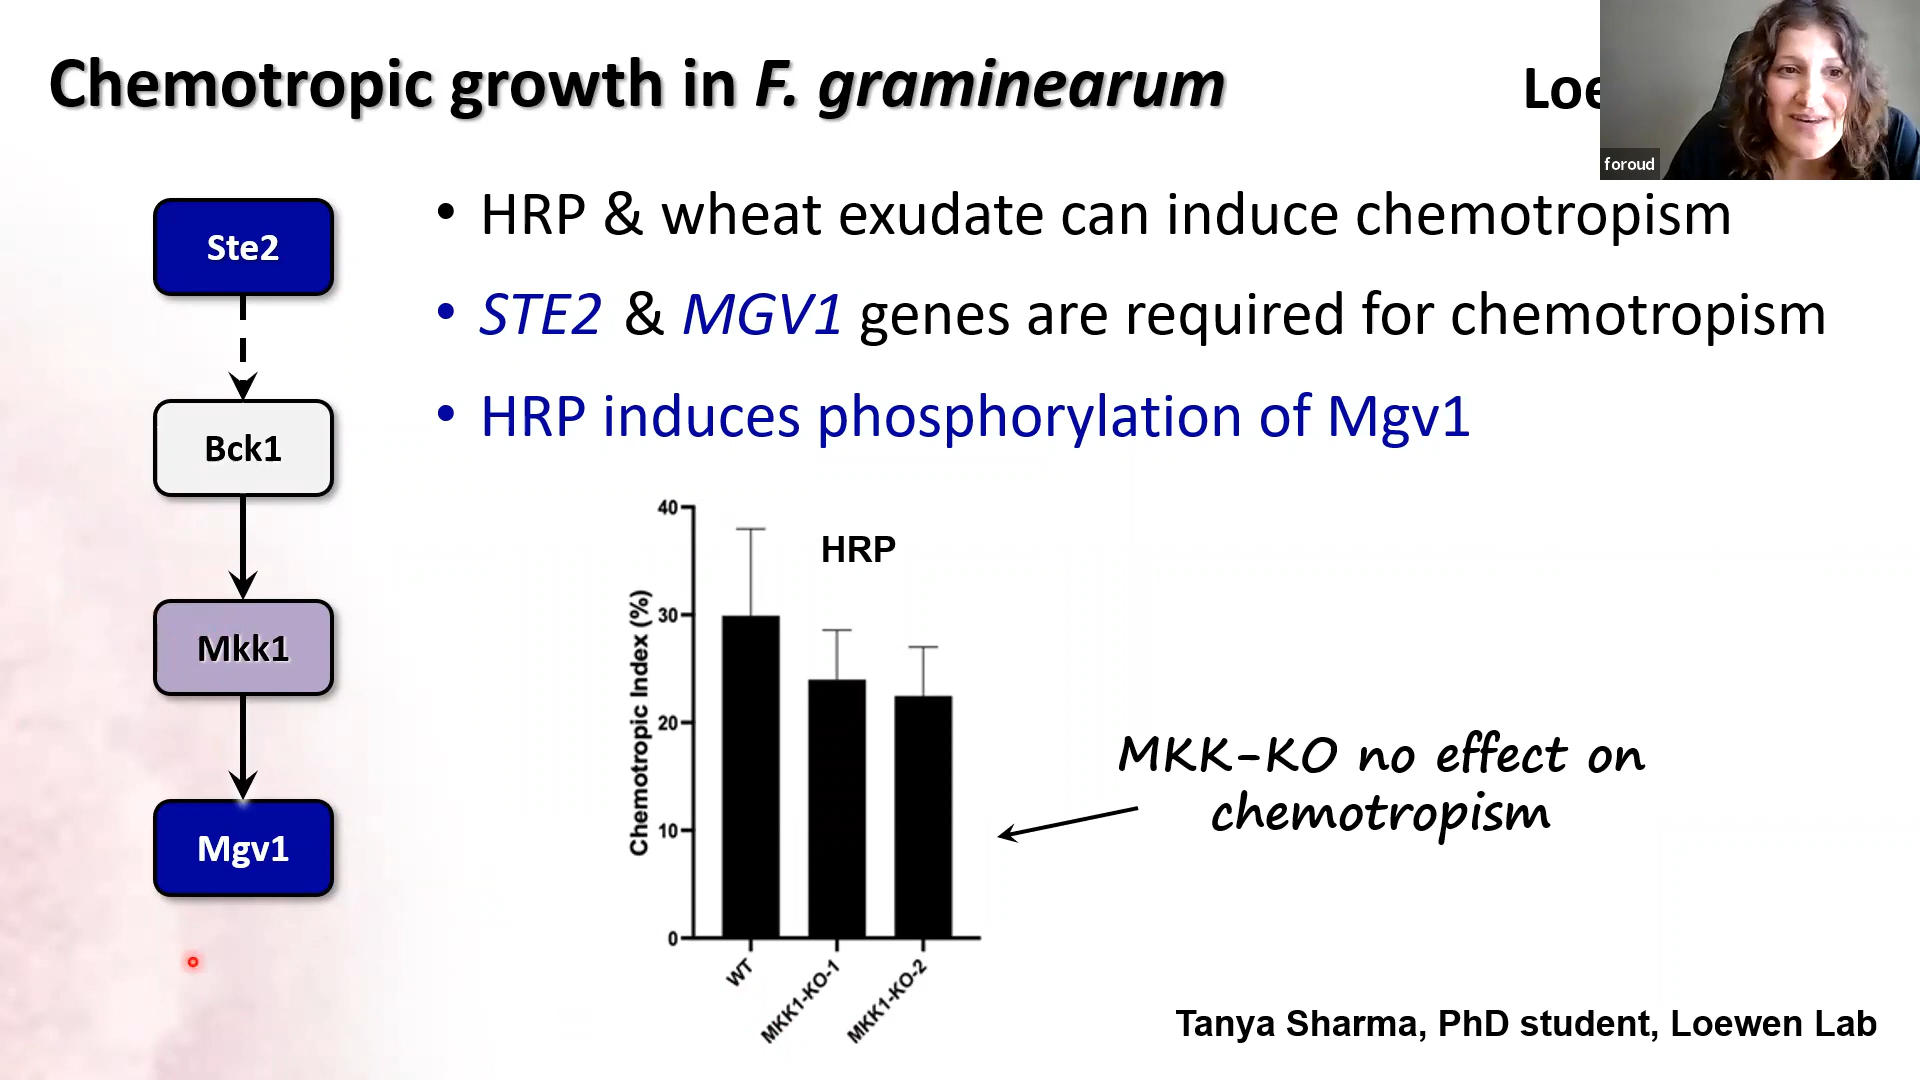 Chemotropic growth in F. graminearum
Loe
foroud
Ste2
Bck1
Mkk1
Mgv1
• HRP & wheat exudate can induce chemotropism
• STE2 & MGV1 genes are required for chemotropism
• HRP induces phosphorylation of Mgv1
HRP
Chemotropic Index (%)
40
30
20
10
0
WT
MKK1-KO-1
MKK1-KO-2
MKK-KO no effect on
chemotropism
Tanya Sharma, PhD student, Loewen Lab